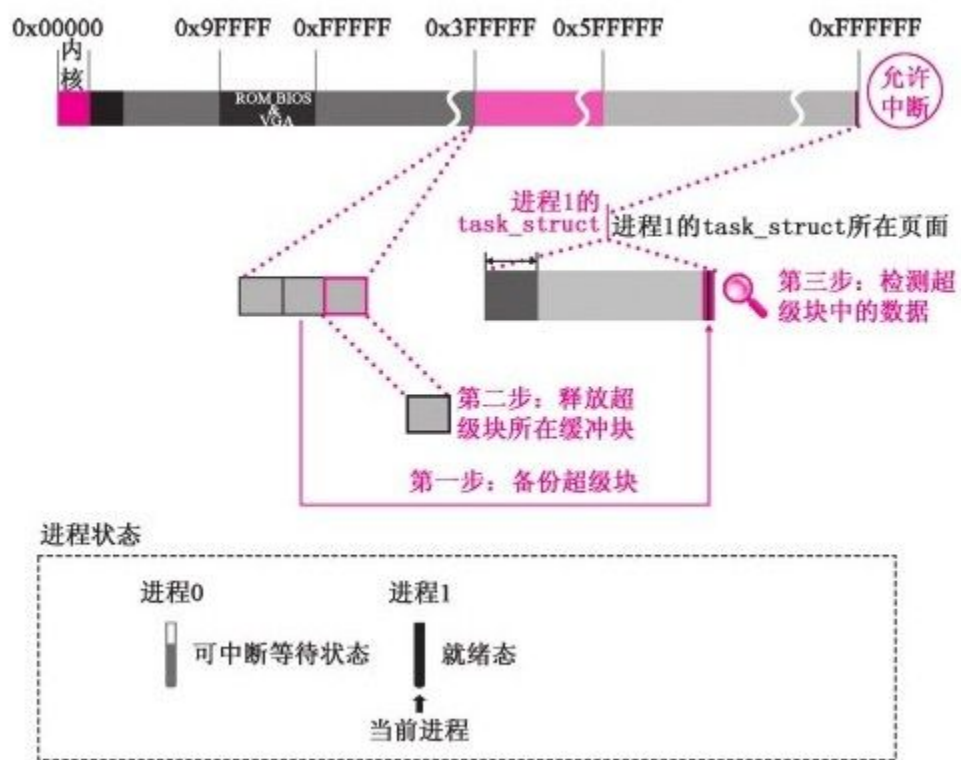 0x00000 0x9FFFF 0xFFFFF 0x3FFFFF 0x5FFFFF 0xFFFFFF
内
核
ROM BIOS
&
VGA
允许
中断
进程1的
task_struct
进程1的task_struct所在页面
第三步：检测超
级块中的数据
第二步：释放超
级块所在缓冲块
第一步：备份超级块
进程状态
进程0
进程1
可中断等待状态
就绪态
当前进程